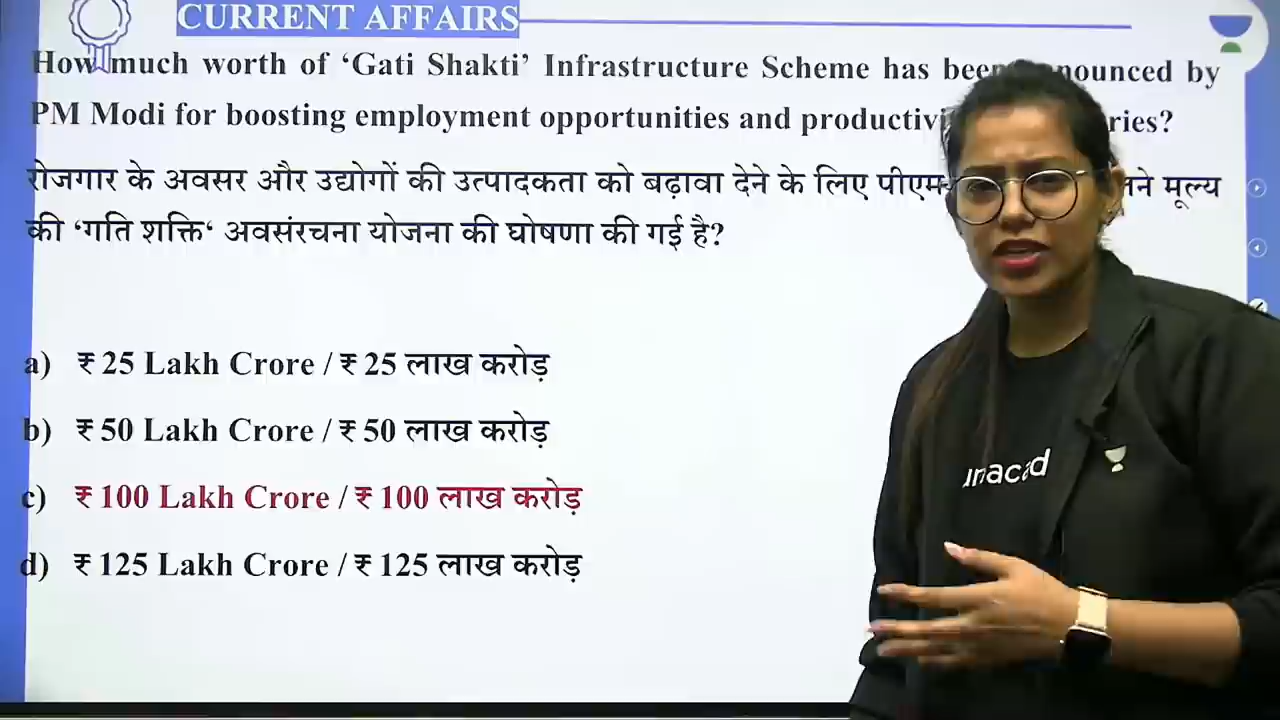 CURRENT AFFAIRS
How much worth of ‘Gati Shakti’ Infrastructure Scheme has been by
PM Modi for boosting employment opportunities and
रोजगार के अवसर और उद्योगों की उत्पादकता को बढ़ावा देने के लिए पीएम मूल्य
की ‘गति शक्ति‘ अवसंरचना योजना की घोषणा की गई है?
a) ₹ 25 Lakh Crore / ₹ 25 लाख करोड़
b) ₹ 50 Lakh Crore / ₹ 50 लाख करोड़
c) ₹ 100 Lakh Crore / ₹ 100 लाख करोड़
d) ₹ 125 Lakh Crore / ₹ 125 लाख करोड़